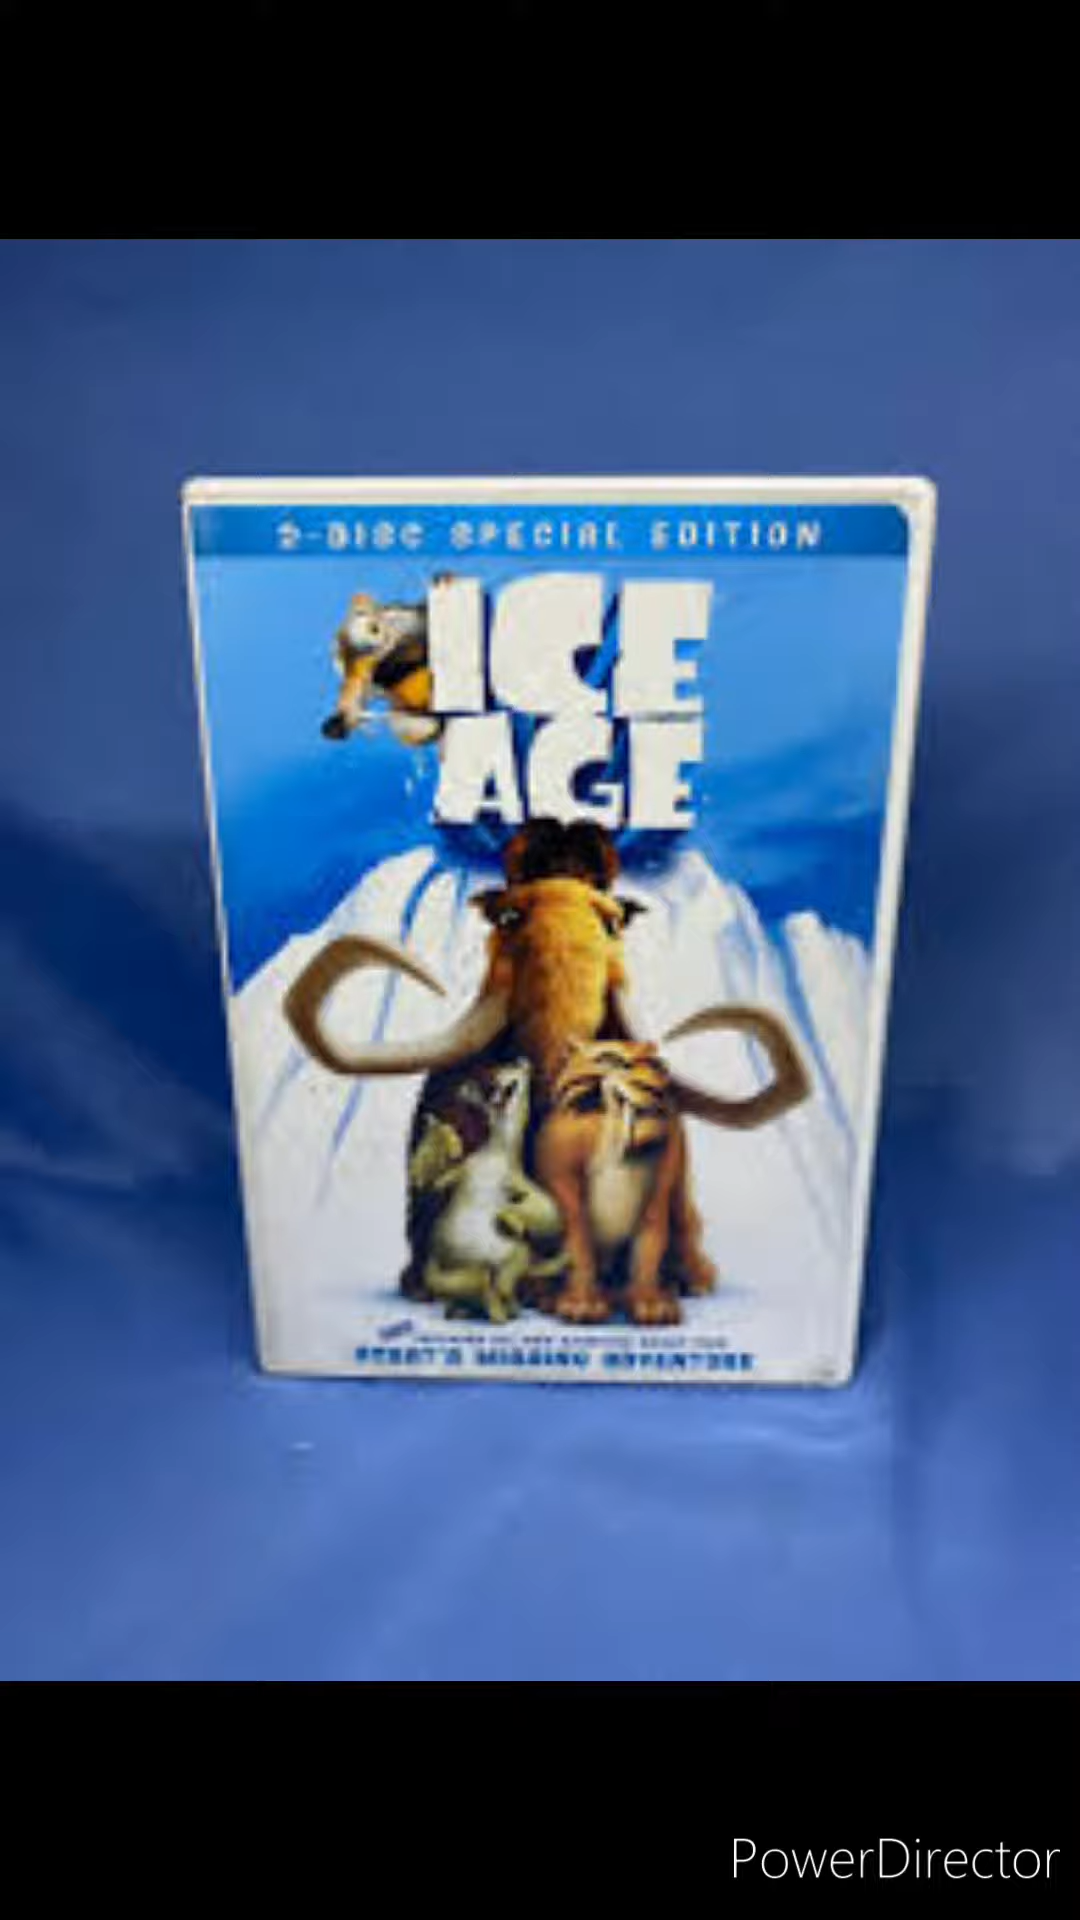 2-DISC SPECIAL EDITION
ICE
AGE
SCRAT'S MISSING ADVENTURE
PowerDirector